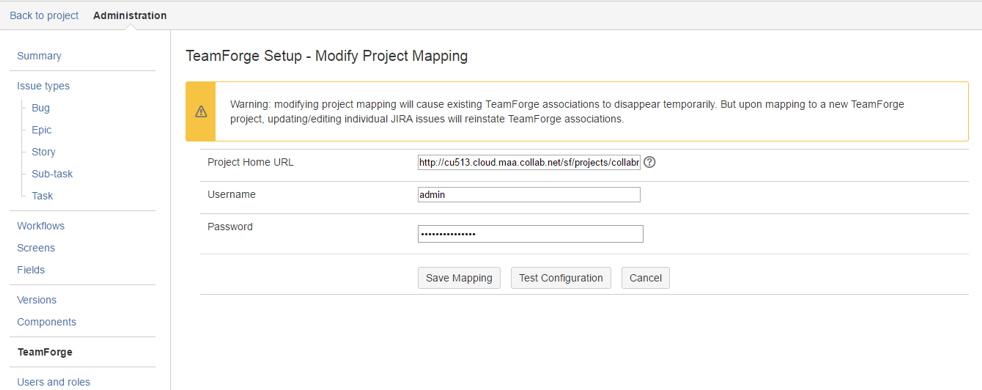 Back to project Administration
Summary
Issue types
Bug
Epic
Story
Sub-task
Task
Workflows
Screens
Fields
Versions
Components
TeamForge
Users and roles
TeamForge Setup - Modify Project Mapping
Warning: modifying project mapping will cause existing TeamForge associations to disappear temporarily. But upon mapping to a new TeamForge
project, updating/editing individual JIRA issues will reinstate TeamForge associations.
Project Home URL http://cu513.cloud.maa.collab.net/sf/projects/collabr ?
Username admin
Password •••••••••••••••
Save Mapping Test Configuration Cancel